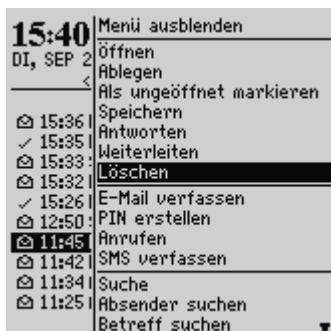 15:40
DI, SEP 2
<
15:36
15:35
15:33
15:32
15:26
12:50
11:45
11:42
11:34
11:25
Menü ausblenden
Öffnen
Ablegen
Als ungeöffnet markieren
Speichern
Antworten
Weiterleiten
Löschen
E-Mail verfassen
PIN erstellen
Anrufen
SMS verfassen
Suche
Absender suchen
Betreff suchen